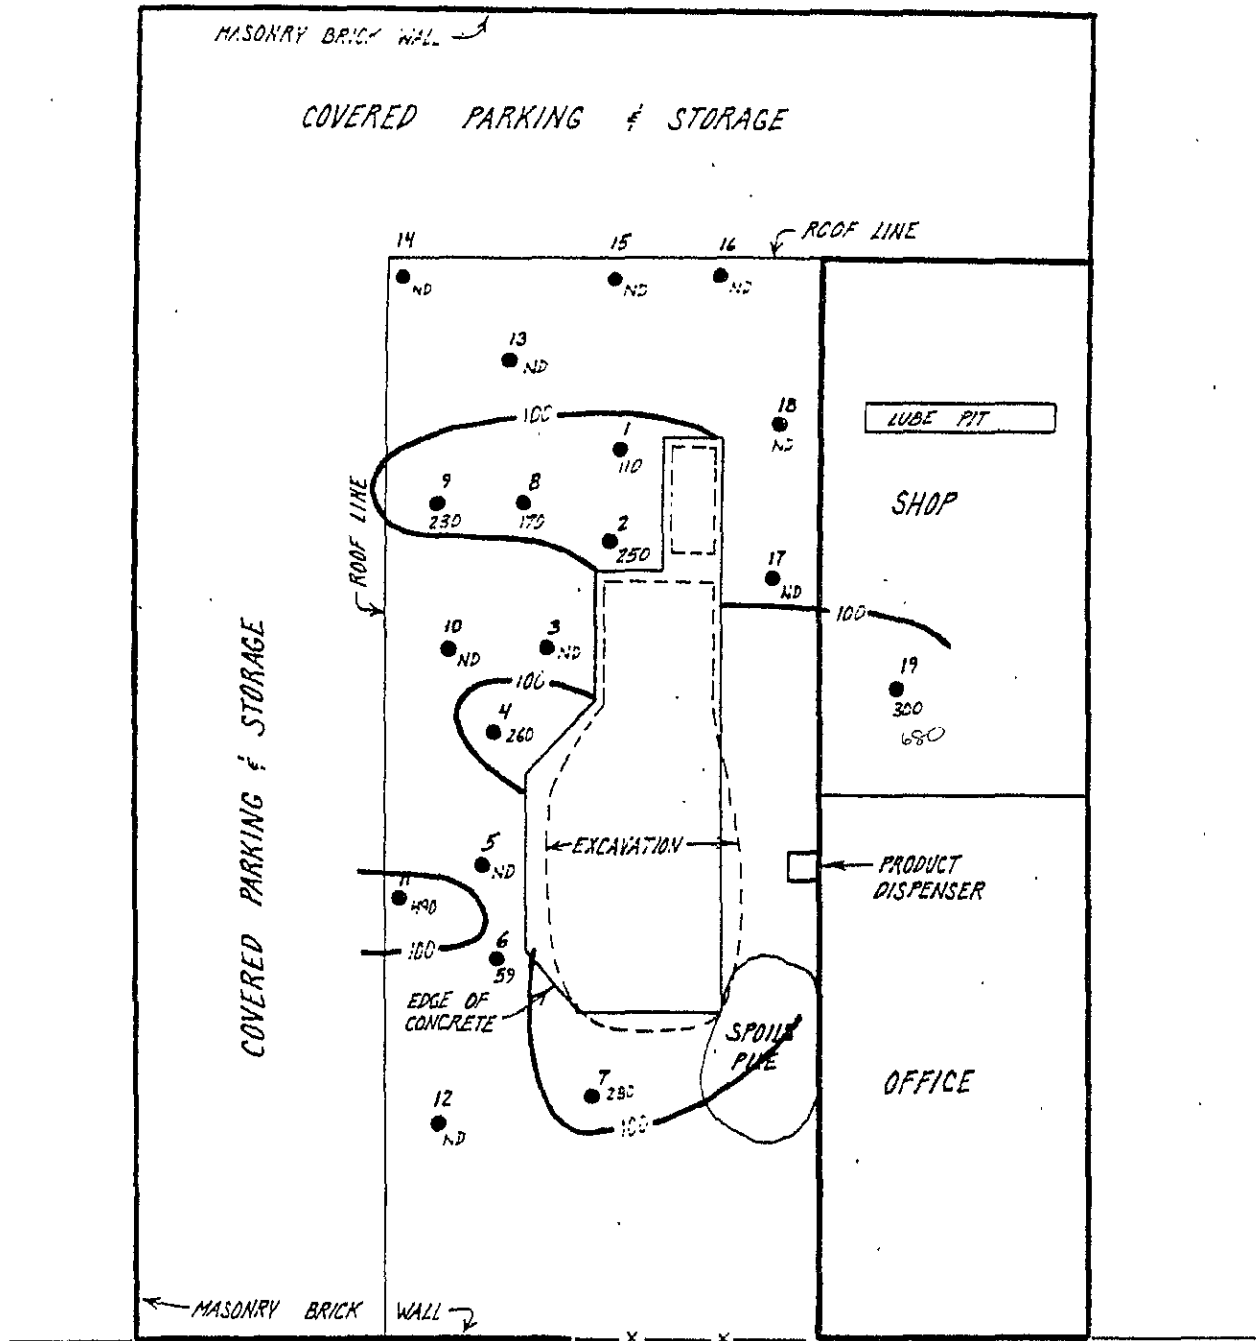 MASONRY BRICK WALL
COVERED PARKING & STORAGE
ROOF LINE
14
ND
15
ND
16
ND
13
ND
100
18
ND
LUBE PIT
1
110
9
230
8
170
2
250
SHOP
ROOF LINE
17
ND
100
10
ND
3
ND
100
4
260
19
300
680
COVERED PARKING & STORAGE
EXCAVATION
5
ND
PRODUCT
DISPENSER
11
490
100
6
59
EDGE OF
CONCRETE
SPOILS
PILE
OFFICE
7
280
100
12
ND
MASONRY BRICK WALL